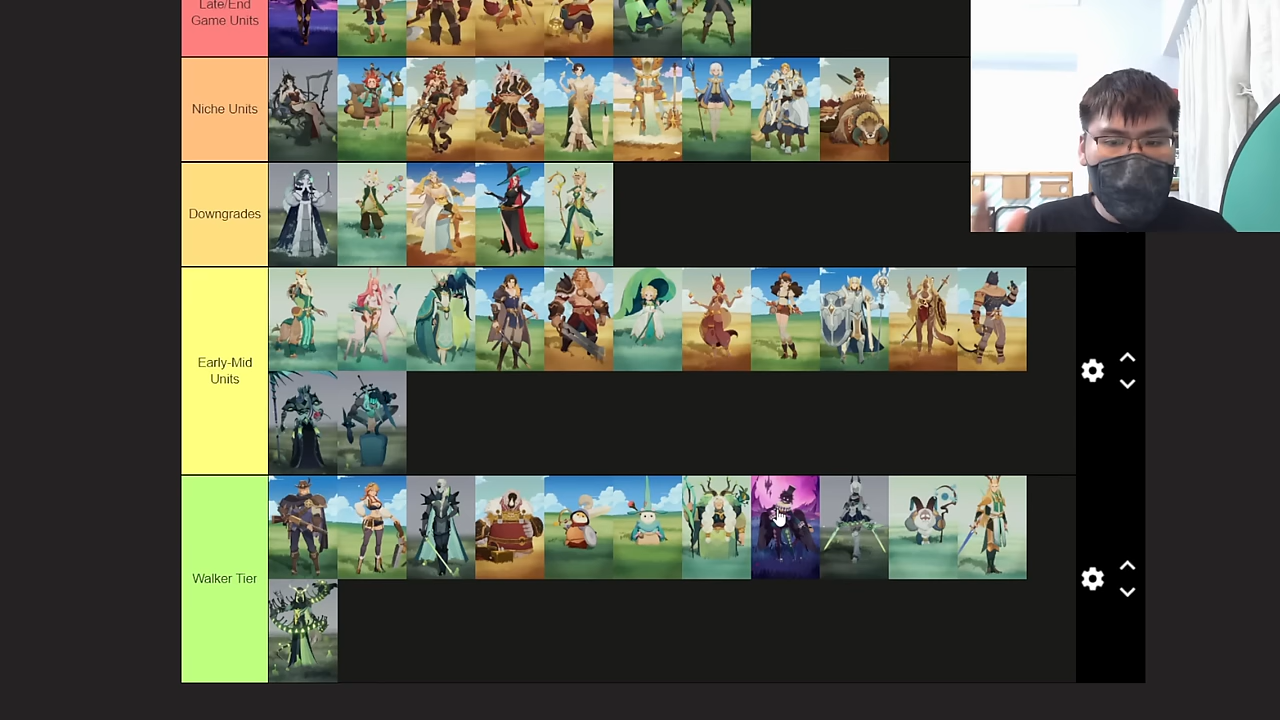 Late/End
Game Units
Niche Units
Downgrades
Early-Mid
Units
Walker Tier